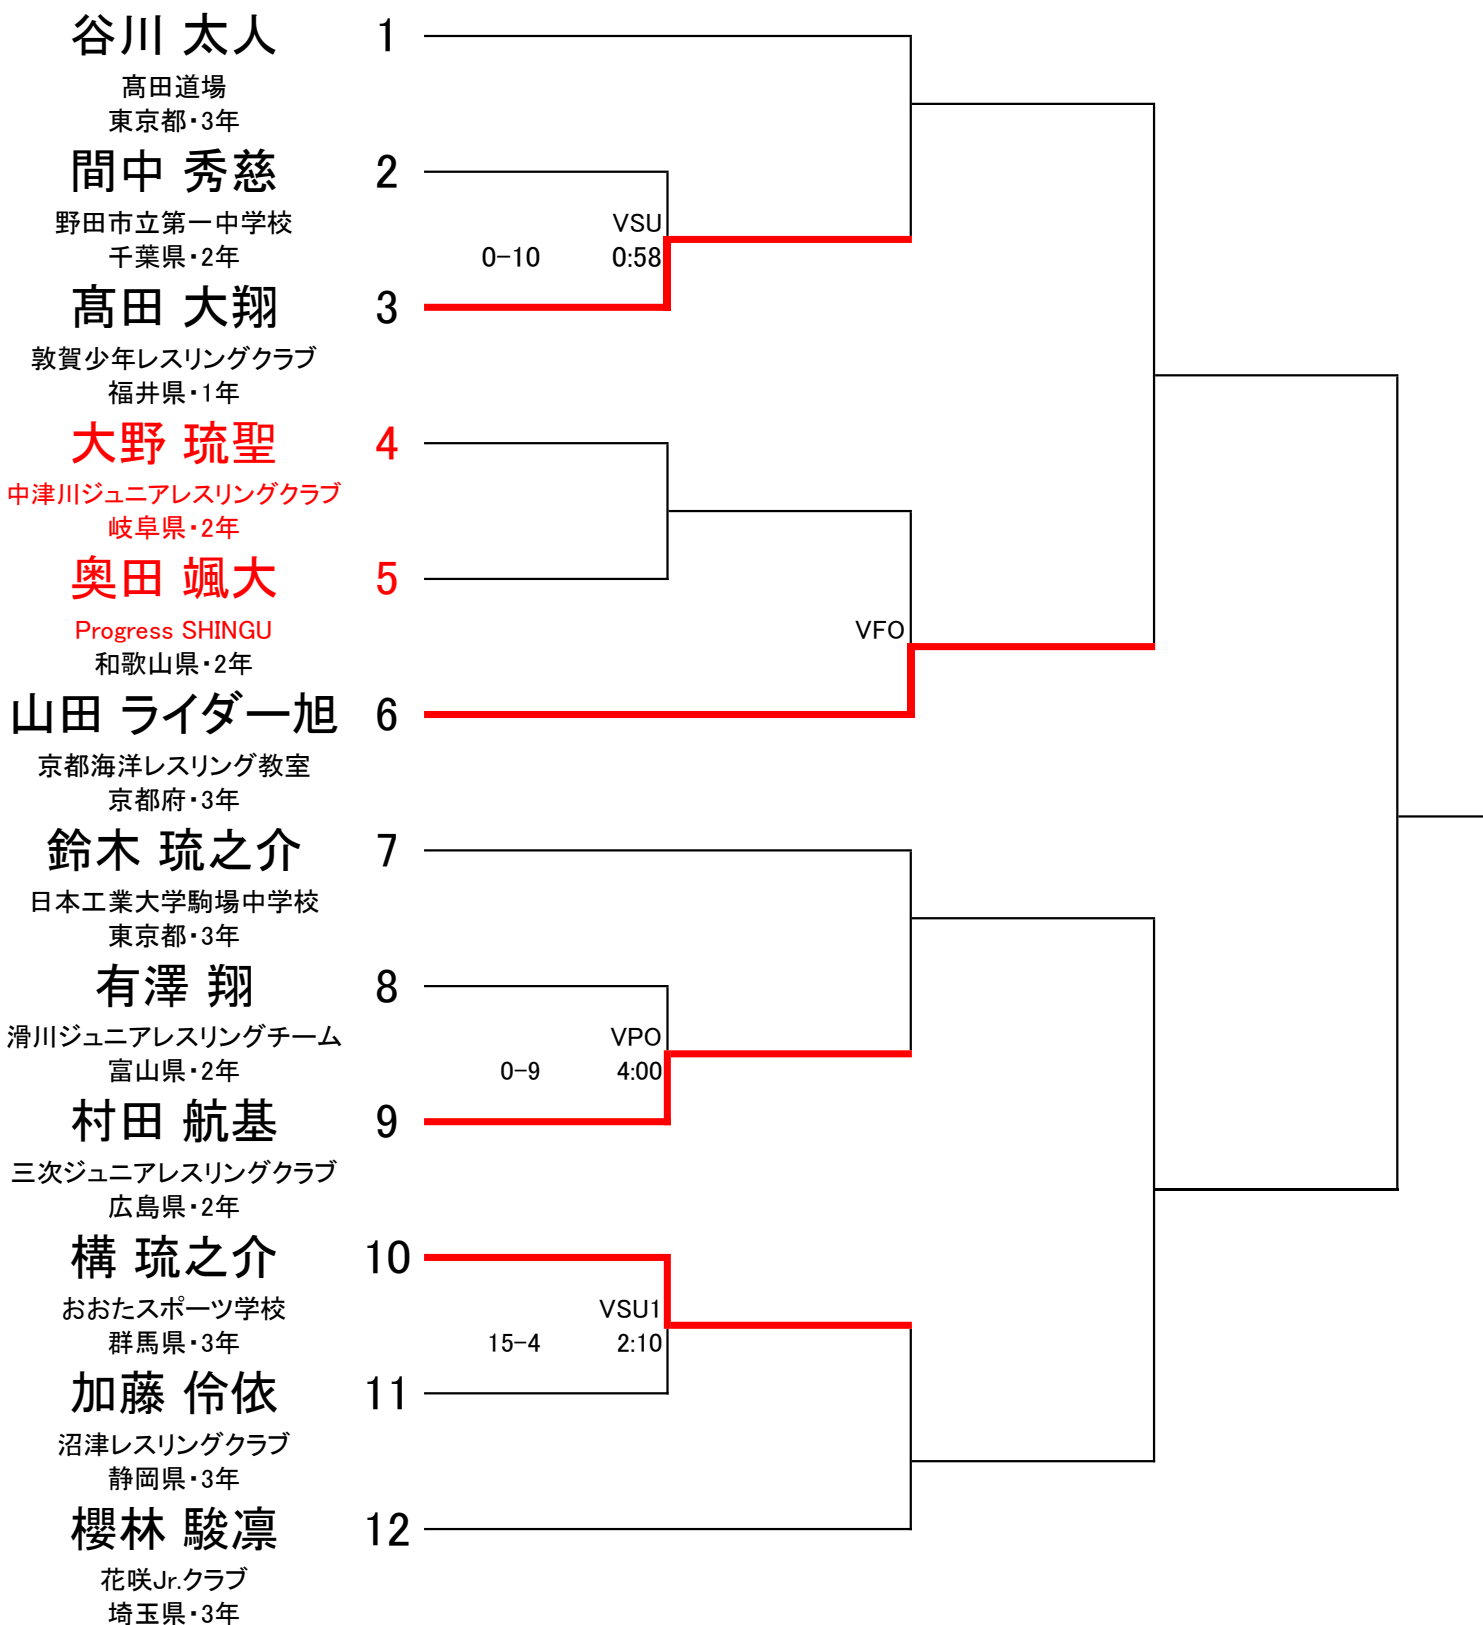 谷川 太人 1
髙田道場
東京都・3年
間中 秀慈 2
野田市立第一中学校
千葉県・2年
VSU
0-10 0:58
髙田 大翔 3
敦賀少年レスリングクラブ
福井県・1年
大野 琉聖 4
中津川ジュニアレスリングクラブ
岐阜県・2年
奥田 颯大 5
Progress SHINGU
和歌山県・2年
VFO
山田 ライダー旭 6
京都海洋レスリング教室
京都府・3年
鈴木 琉之介 7
日本工業大学駒場中学校
東京都・3年
有澤 翔 8
滑川ジュニアレスリングチーム
富山県・2年
VPO
0-9 4:00
村田 航基 9
三次ジュニアレスリングクラブ
広島県・2年
構 琉之介 10
おおたスポーツ学校
群馬県・3年
VSU1
15-4 2:10
加藤 伶依 11
沼津レスリングクラブ
静岡県・3年
櫻林 駿凛 12
花咲Jr.クラブ
埼玉県・3年